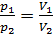 p₁/p₂ = V₁/V₂